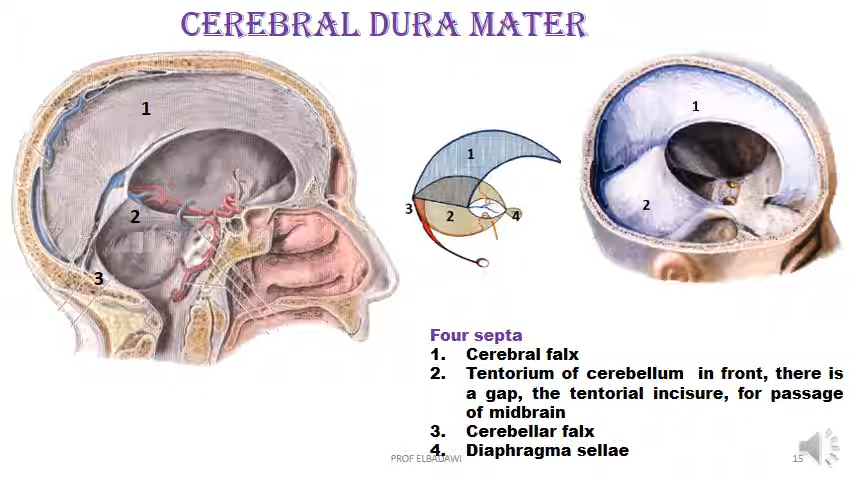 CEREBRAL DURA MATER
1
1
1
2
2
2
3
3
4
Four septa
1. Cerebral falx
2. Tentorium of cerebellum in front, there is
a gap, the tentorial incisure, for passage
of midbrain
3. Cerebellar falx
4. Diaphragma sellae
PROF ELBADAWI
15